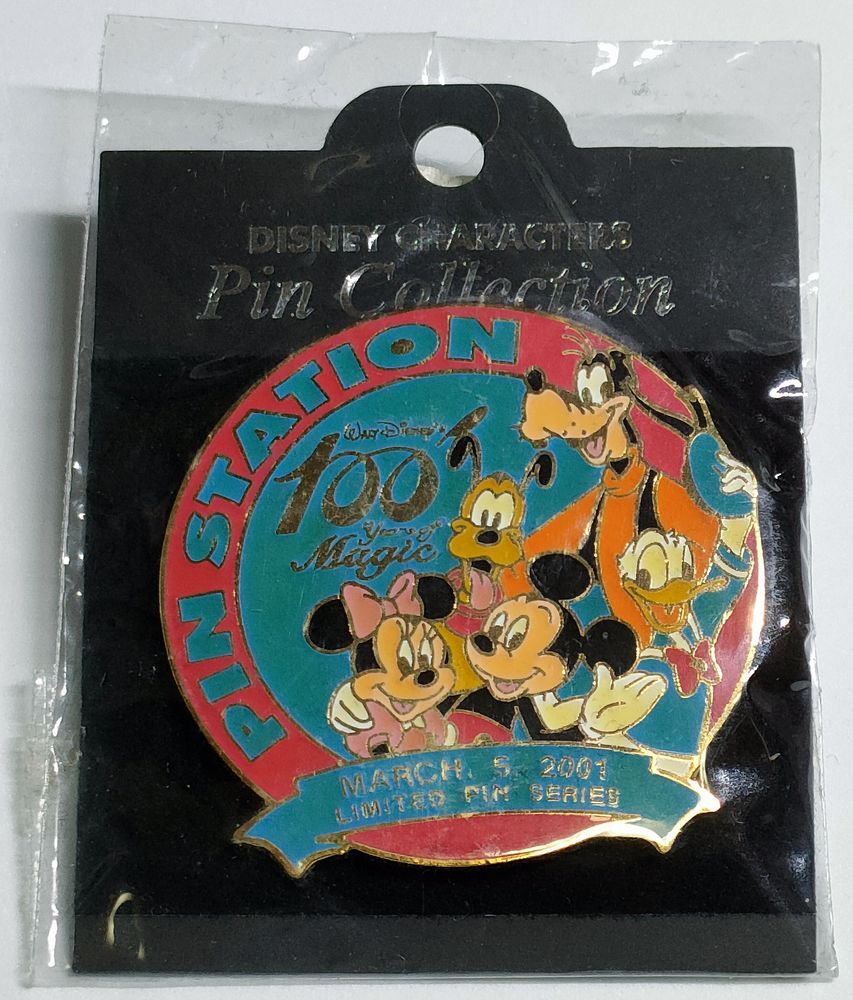 DISNEY CHARACTERS
Pin Collection
PIN STATION
WALT DISNEY'S
100
Years of
Magic
MARCH. 5. 2001
LIMITED PIN SERIES